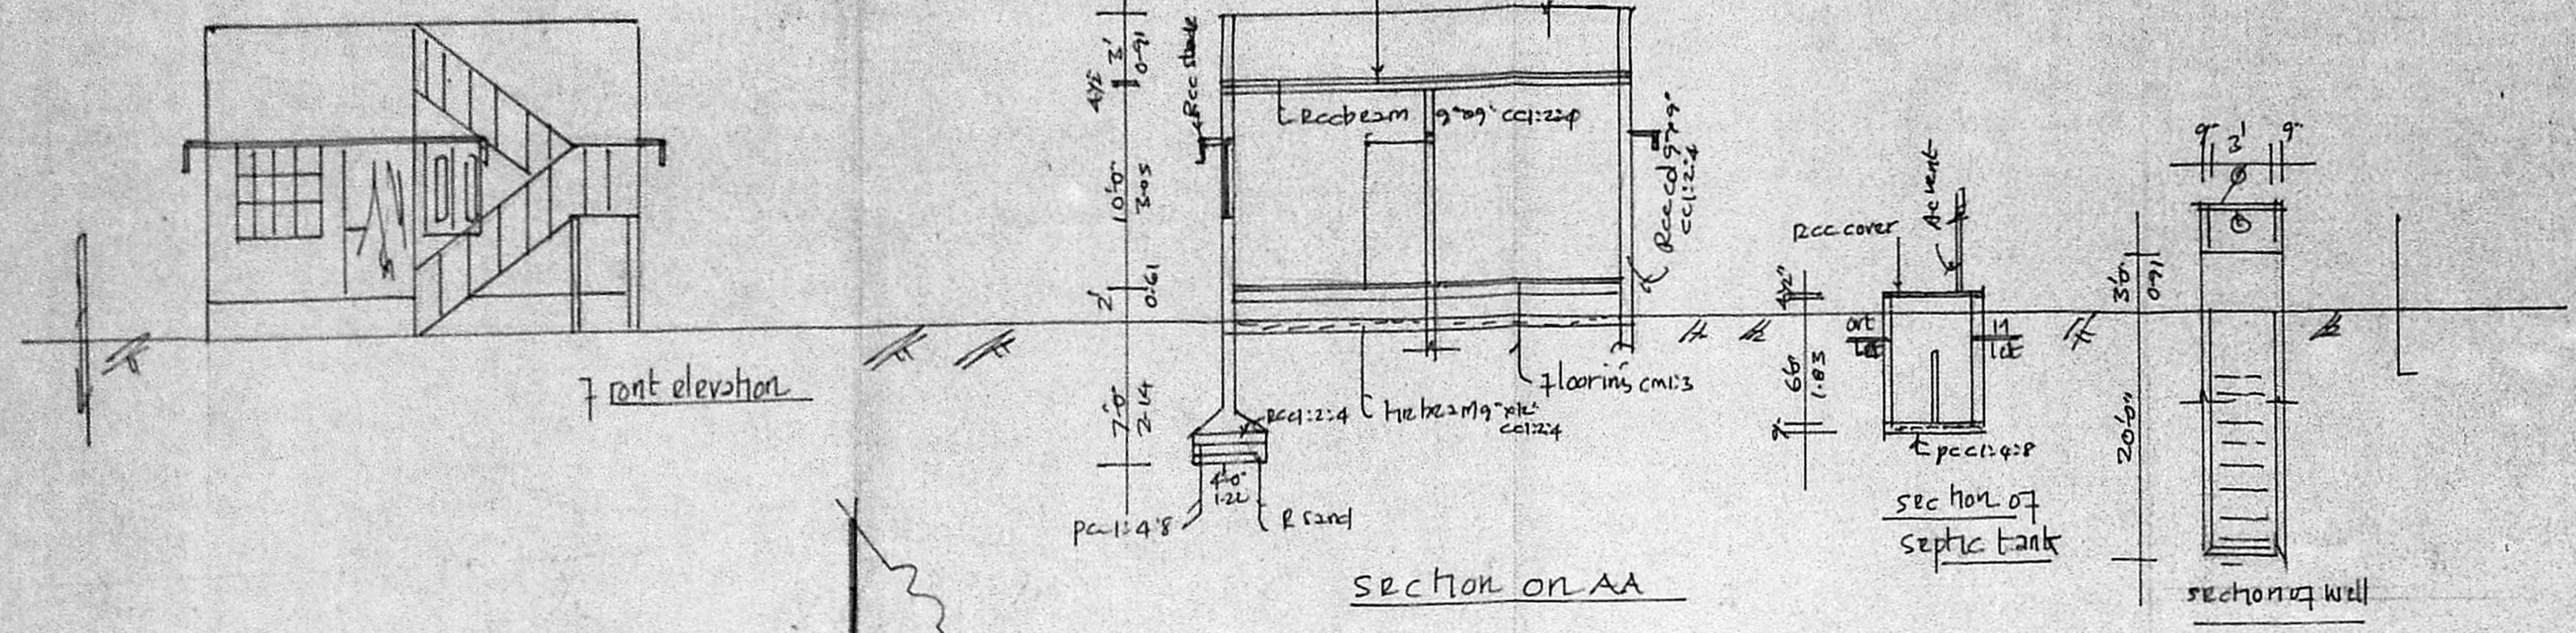 Front elevation
3'
0.91
4½"
10'0"
3.05
2'
0.61
7'0"
2.14
Rcc shade
Rcc beam 9"x9" cc1:2:4
Rcc cd 9"x9"
cc1:2:4
flooring cm1:3
beam 9"x12"
cc1:2:4
Rcc1:2:4
4'0"
1.22
pcc1:4:8
R sand
section on AA
Rcc cover
Ac vent
4½"
out
let
in
let
6'0"
1.83
9"
pcc1:4:8
section of
septic tank
9" 3' 9"
3'0"
0.91
20'0"
section of well